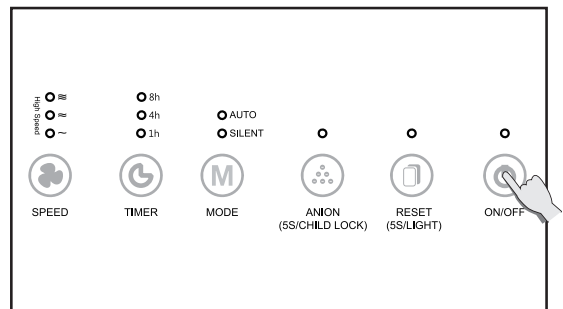 High Speed
≋
≈
~
8h
4h
1h
AUTO
SILENT
M
SPEED
TIMER
MODE
ANION
(5S/CHILD LOCK)
RESET
(5S/LIGHT)
ON/OFF